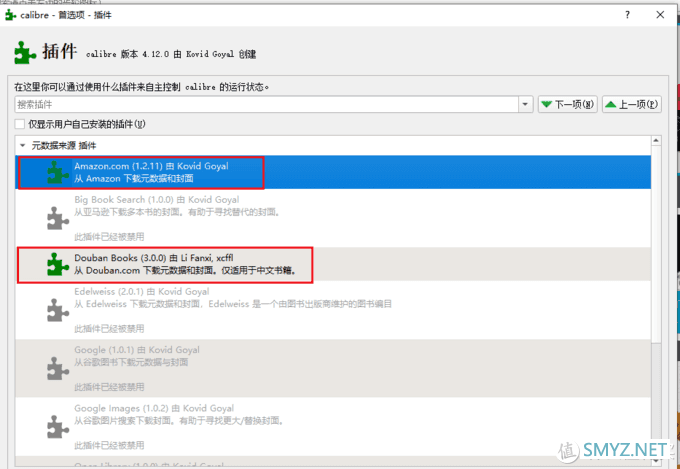 calibre - 首选项 - 插件
插件 calibre 版本 4.12.0 由 Kovid Goyal 创建
在这里你可以通过使用什么插件来自主控制 calibre 的运行状态。
搜索插件
下一项(N)
上一项(P)
仅显示用户自己安装的插件(U)
元数据来源 插件
Amazon.com (1.2.11) 由 Kovid Goyal
从 Amazon 下载元数据和封面
Big Book Search (1.0.0) 由 Kovid Goyal
从亚马逊下载多本书的封面。有助于寻找替代的封面。
此插件已经被禁用
Douban Books (3.0.0) 由 Li Fanxi, xcffl
从 Douban.com 下载元数据和封面。仅适用于中文书籍。
Edelweiss (2.0.1) 由 Kovid Goyal
从 Edelweiss 下载元数据和封面. Edelweiss 是一个由图书出版商维护的图书编目
此插件已经被禁用
Google (1.0.1) 由 Kovid Goyal
从谷歌图书下载元数据与封面
此插件已经被禁用
Google Images (1.0.2) 由 Kovid Goyal
从谷歌图片搜索下载封面。有助于寻找更大/替换封面。
此插件已经被禁用
值 SMYZ.NET